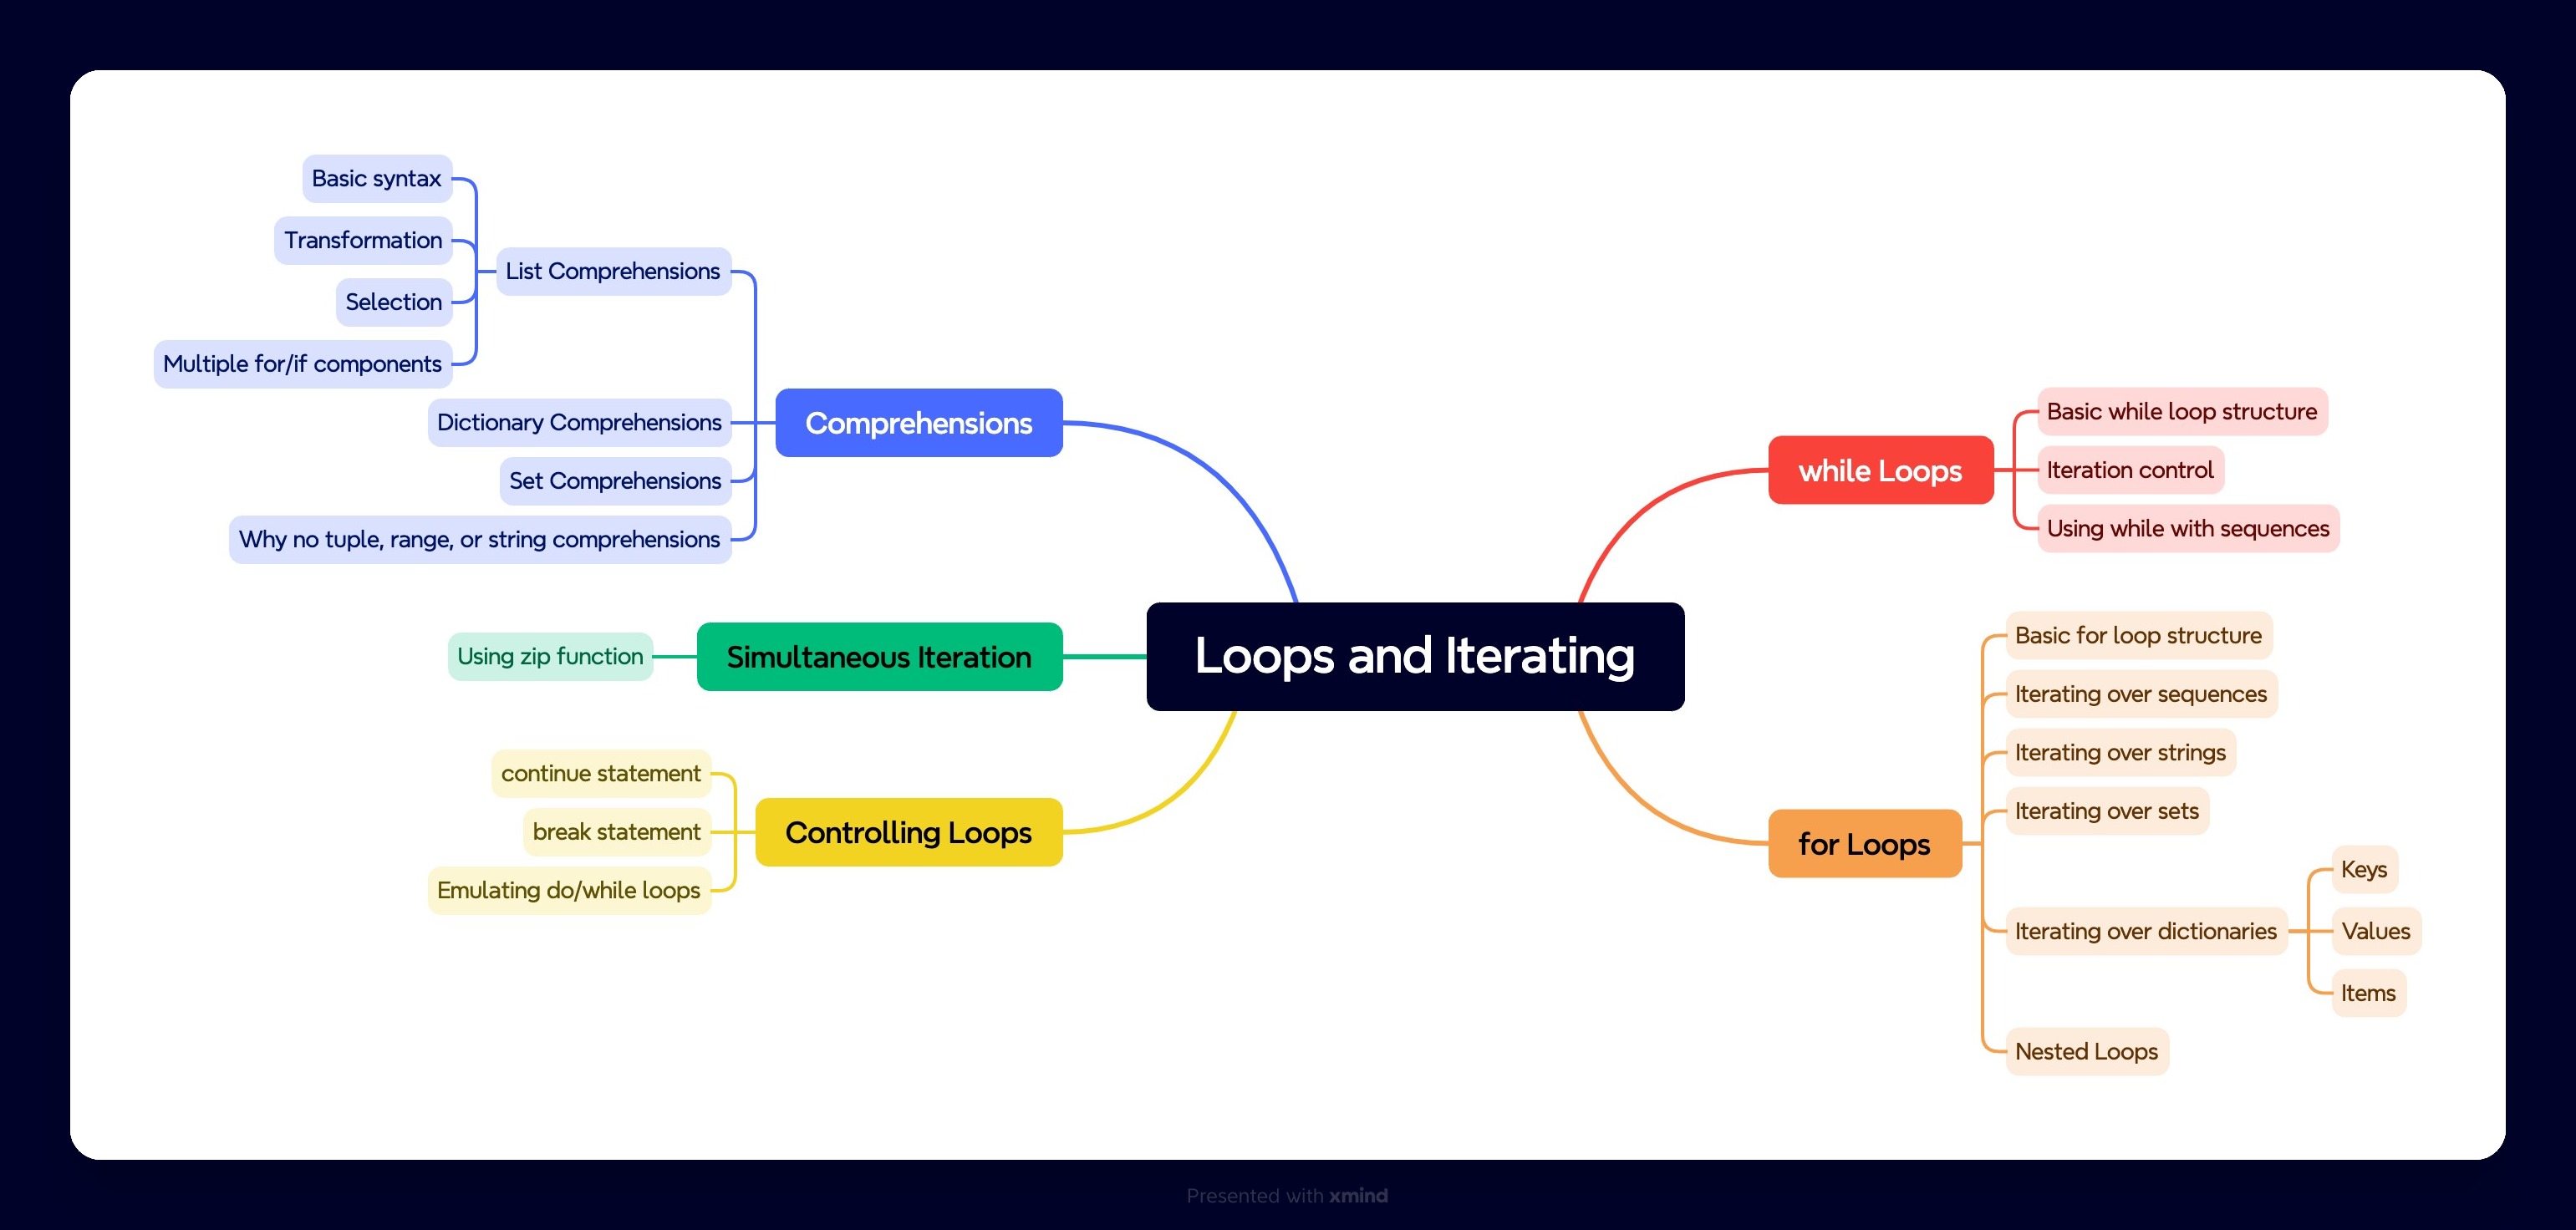 Loops and Iterating
while Loops
Basic while loop structure
Iteration control
Using while with sequences
for Loops
Basic for loop structure
Iterating over sequences
Iterating over strings
Iterating over sets
Iterating over dictionaries
Keys
Values
Items
Nested Loops
Comprehensions
List Comprehensions
Basic syntax
Transformation
Selection
Multiple for/if components
Dictionary Comprehensions
Set Comprehensions
Why no tuple, range, or string comprehensions
Simultaneous Iteration
Using zip function
Controlling Loops
continue statement
break statement
Emulating do/while loops
Presented with xmind